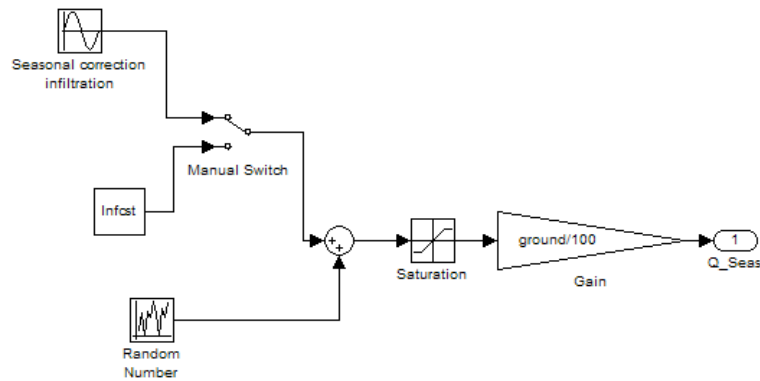 Seasonal correction
infiltration
Manual Switch
Infcst
+
+
Saturation
ground/100
Gain
1
Q_Seas
Random
Number